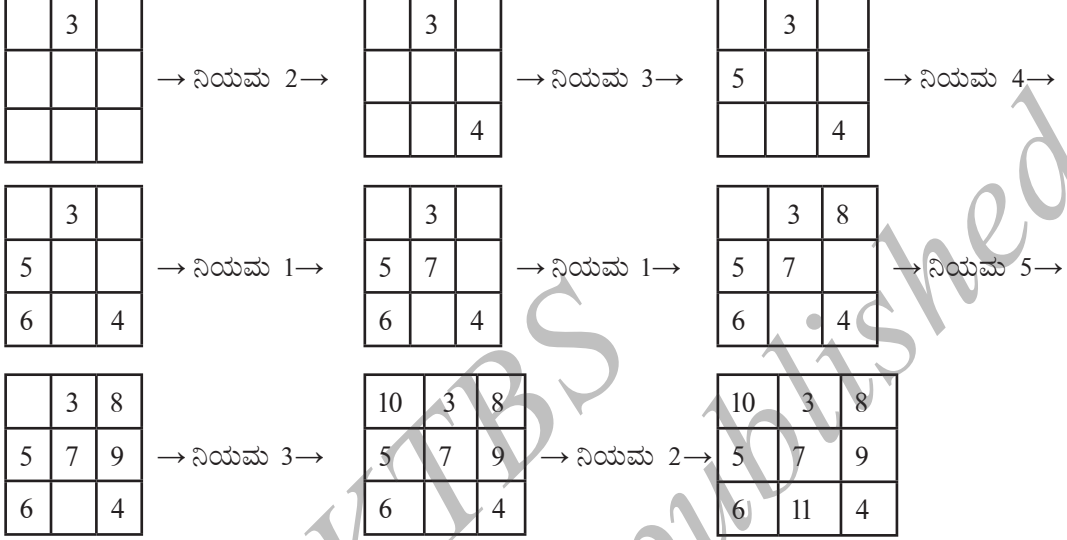 3 3 3
→ ನಿಯಮ 2→ → ನಿಯಮ 3→ 5 → ನಿಯಮ 4→
4 4
3 3 3 8
5 → ನಿಯಮ 1→ 5 7 → ನಿಯಮ 1→ 5 7 → ನಿಯಮ 5→
6 4 6 4 6 4
3 8 10 3 8 10 3 8
5 7 9 → ನಿಯಮ 3→ 5 7 9 → ನಿಯಮ 2→ 5 7 9
6 4 6 4 6 11 4
KTBS
published